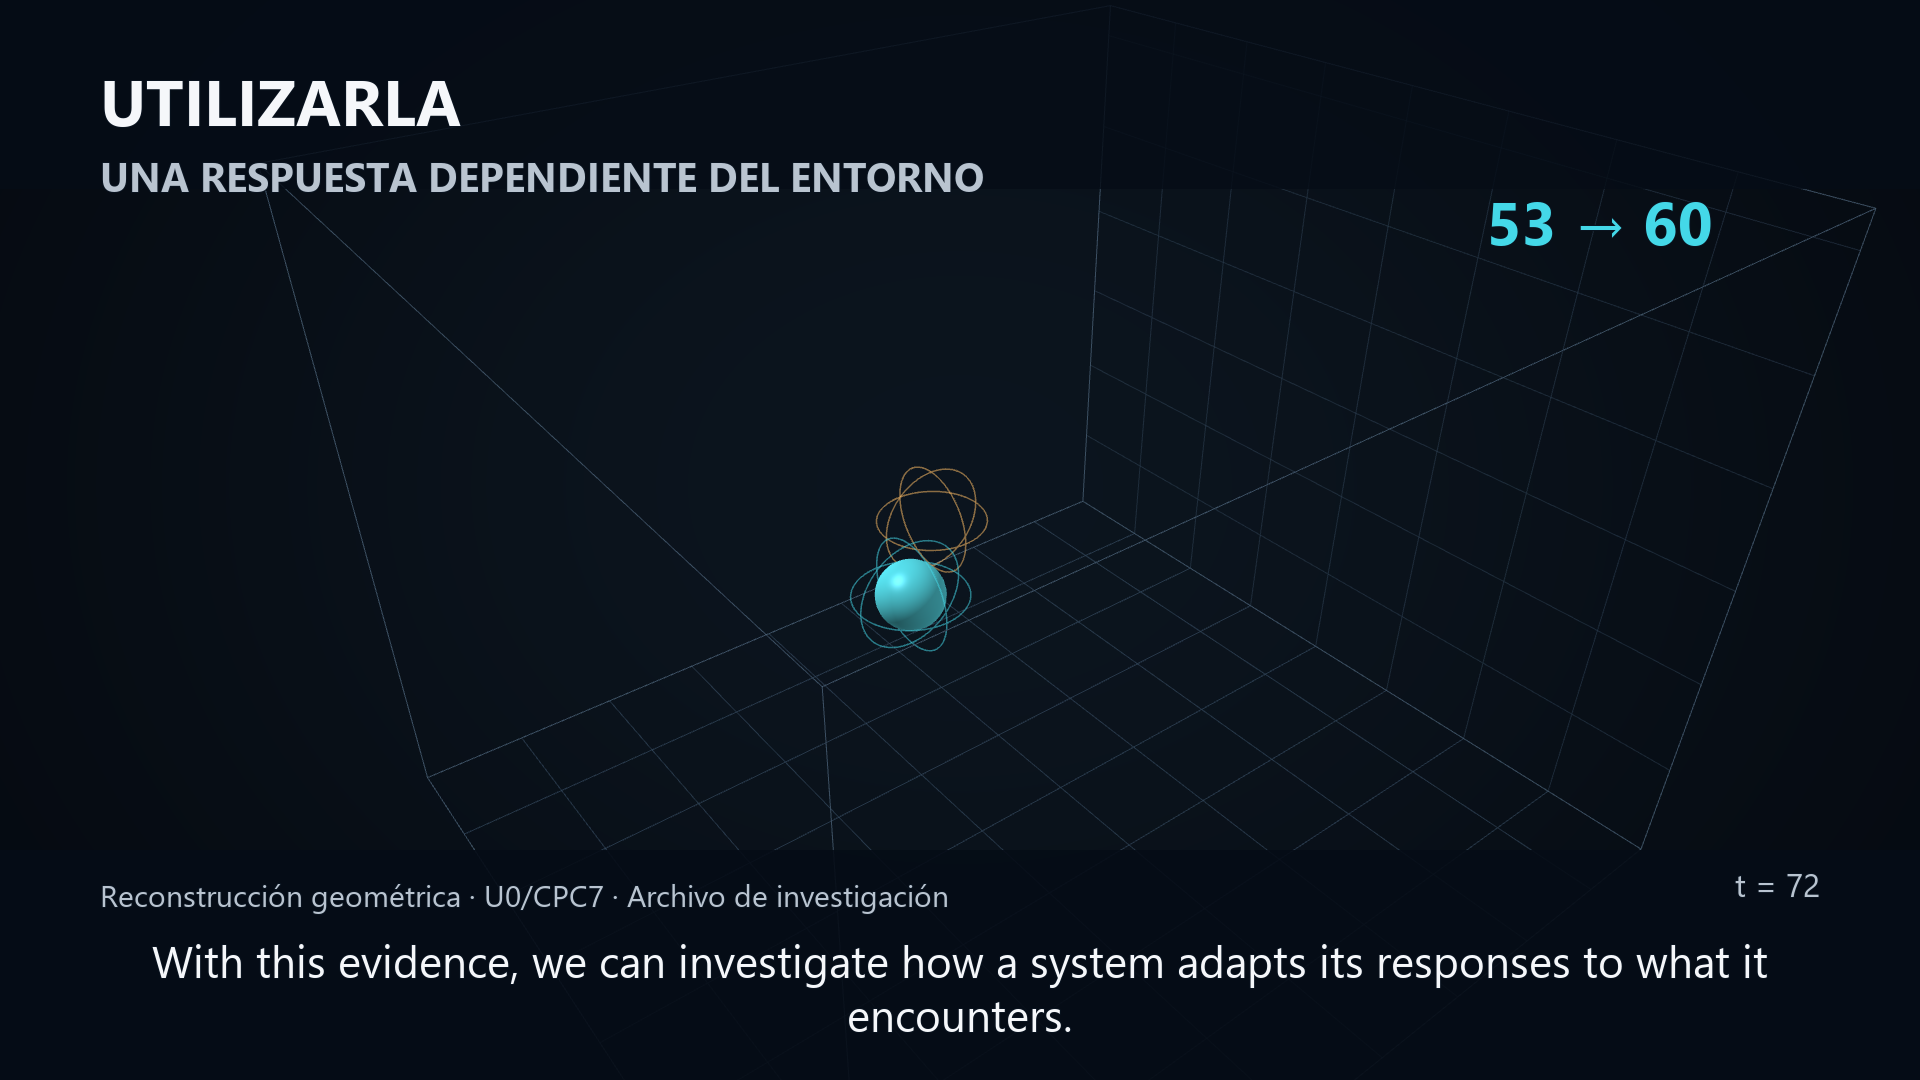 UTILIZARLA
UNA RESPUESTA DEPENDIENTE DEL ENTORNO
53 → 60
Reconstrucción geométrica · U0/CPC7 · Archivo de investigación
t = 72
With this evidence, we can investigate how a system adapts its responses to what it
encounters.